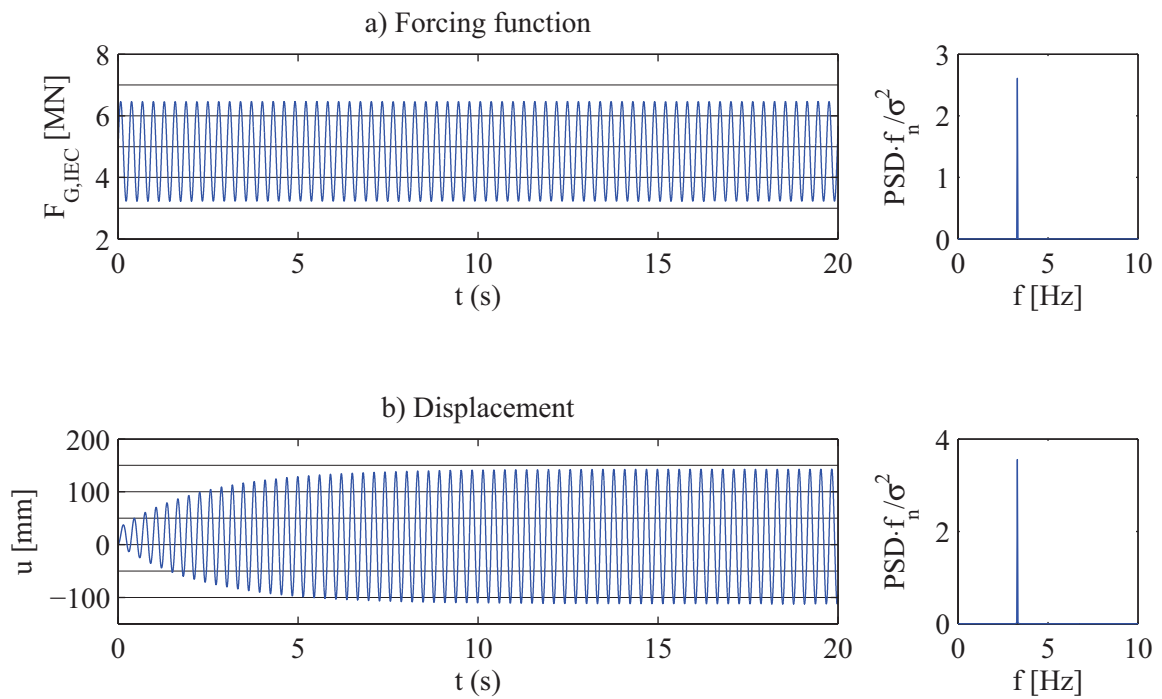 a) Forcing function
F_G,IEC [MN]
8
6
4
2
0 5 10 15 20
t (s)
PSD·f_n/σ^2
3
2
1
0
0 5 10
f [Hz]
b) Displacement
u [mm]
200
100
0
−100
0 5 10 15 20
t (s)
PSD·f_n/σ^2
4
2
0
0 5 10
f [Hz]